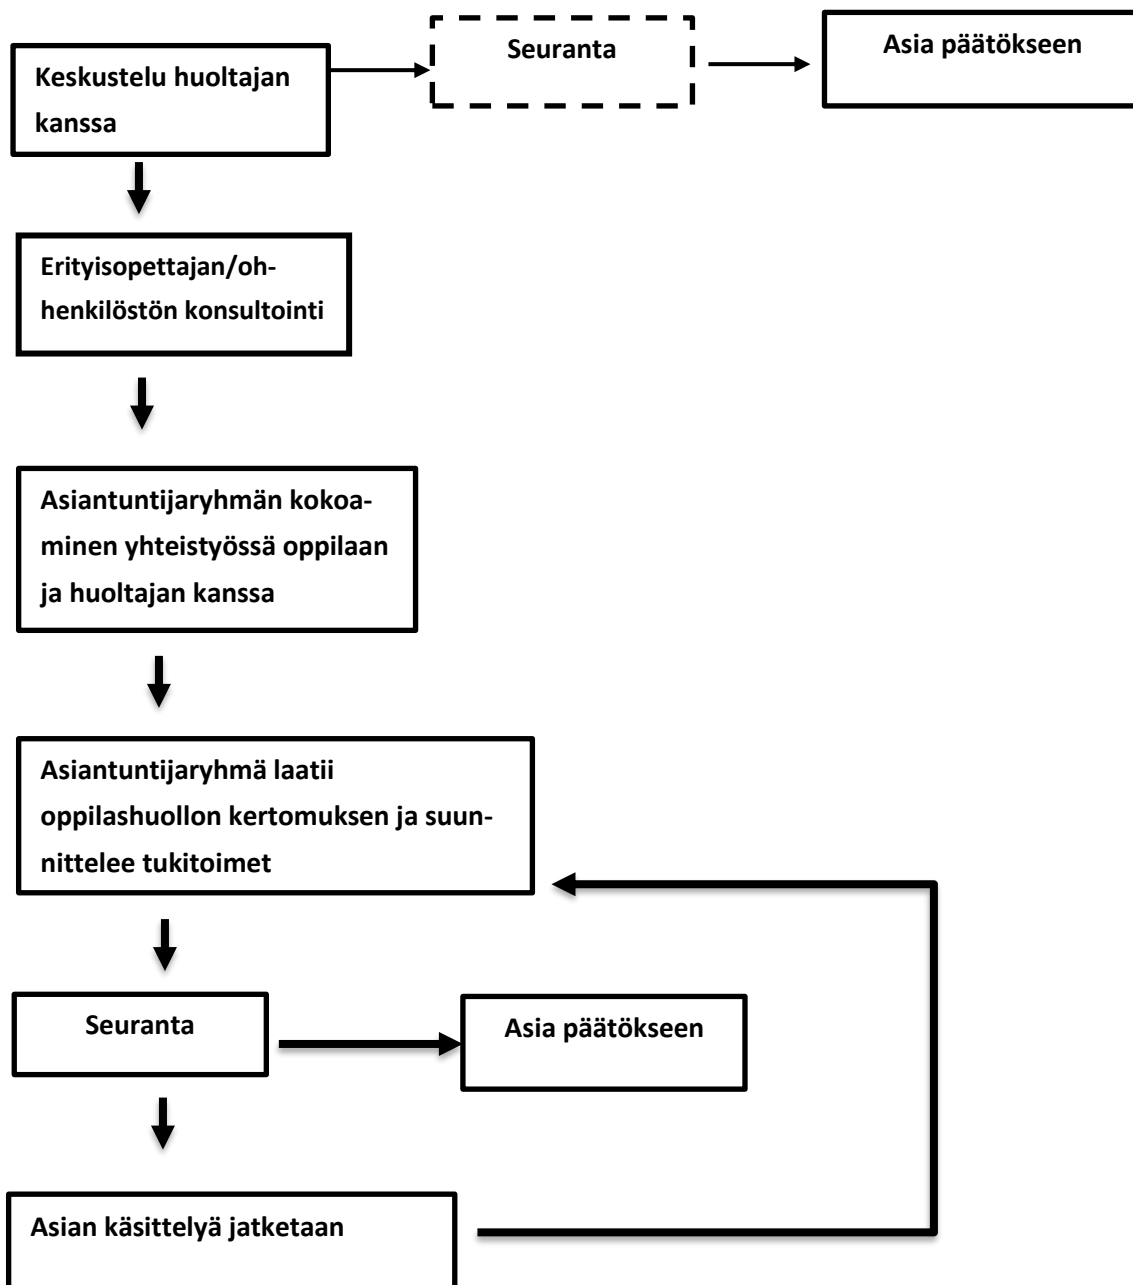 Keskustelu huoltajan
kanssa
Seuranta
Asia päätökseen
Erityisopettajan/oh-
henkilöstön konsultointi
Asiantuntijaryhmän kokoa-
minen yhteistyössä oppilaan
ja huoltajan kanssa
Asiantuntijaryhmä laatii
oppilashuollon kertomuksen ja suun-
nittelee tukitoimet
Seuranta
Asia päätökseen
Asian käsittelyä jatketaan